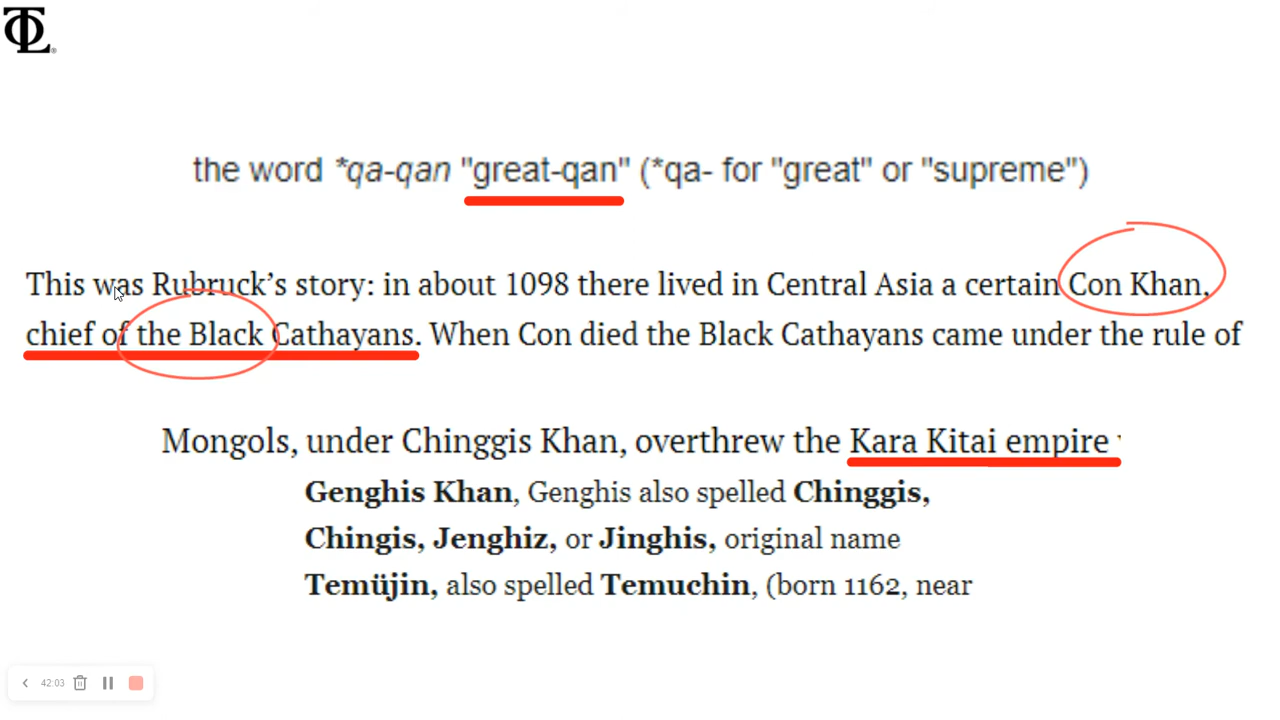 TOL®
the word *qa-qan "great-qan" (*qa- for "great" or "supreme")
This was Rubruck’s story: in about 1098 there lived in Central Asia a certain Con Khan,
chief of the Black Cathayans. When Con died the Black Cathayans came under the rule of
Mongols, under Chinggis Khan, overthrew the Kara Kitai empire
Genghis Khan, Genghis also spelled Chinggis,
Chingis, Jenghiz, or Jinghis, original name
Temüjin, also spelled Temuchin, (born 1162, near
42:03